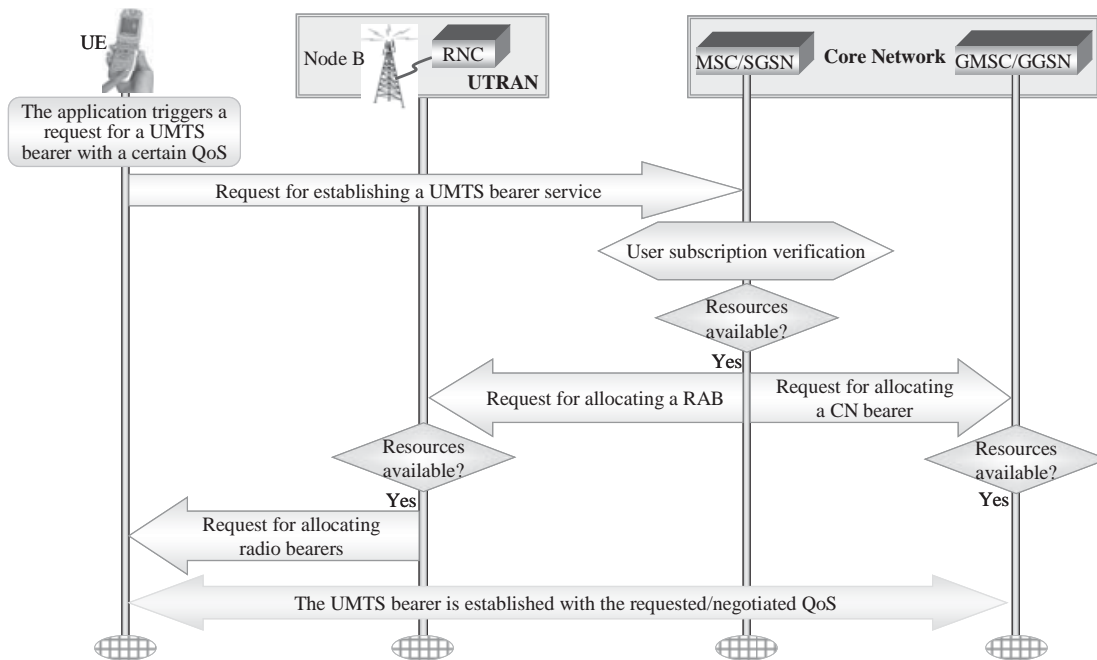 UE
Node B
RNC
UTRAN
MSC/SGSN
Core Network
GMSC/GGSN
The application triggers a
request for a UMTS
bearer with a certain QoS
Request for establishing a UMTS bearer service
User subscription verification
Resources
available?
Yes
Request for allocating a RAB
Request for allocating
a CN bearer
Resources
available?
Yes
Resources
available?
Yes
Request for allocating
radio bearers
The UMTS bearer is established with the requested/negotiated QoS